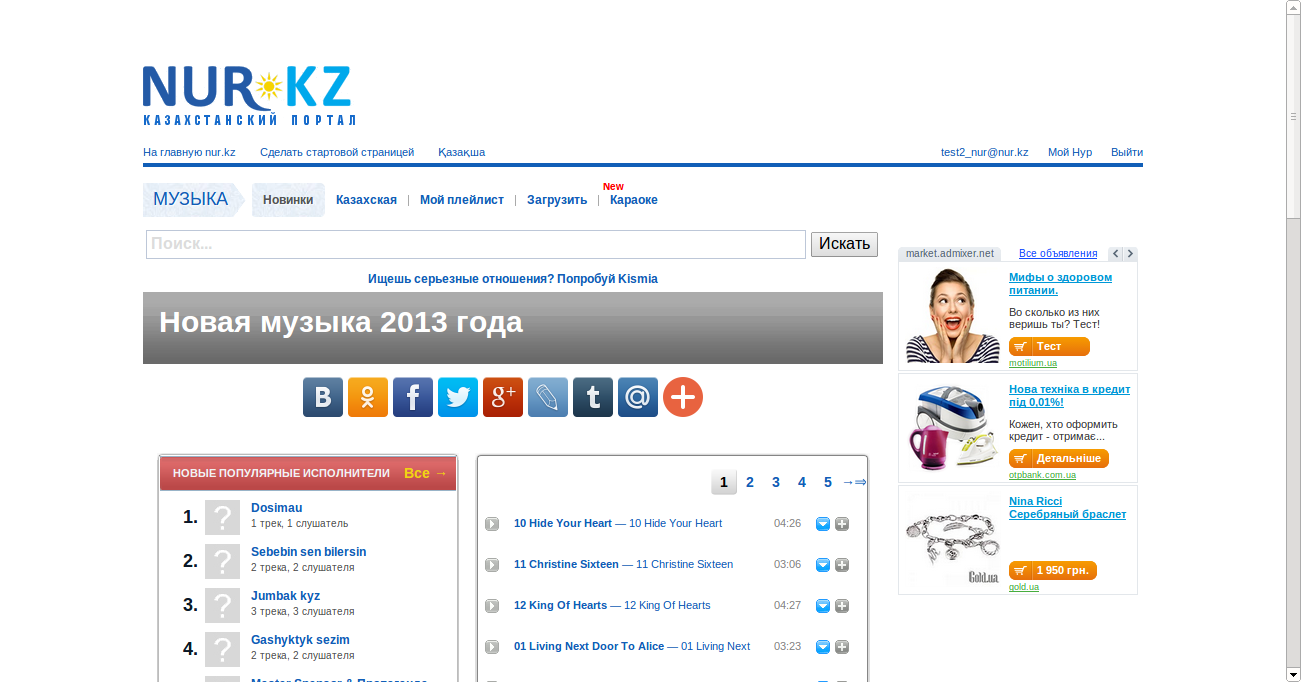 NUR KZ
КАЗАХСТАНСКИЙ ПОРТАЛ
На главную nur.kz Сделать стартовой страницей Қазақша test2_nur@nur.kz Мой Нур Выйти
МУЗЫКА Новинки Казахская | Мой плейлист | Загрузить | New Караоке
Поиск... Искать
Ищешь серьезные отношения? Попробуй Kismia
Новая музыка 2013 года
НОВЫЕ ПОПУЛЯРНЫЕ ИСПОЛНИТЕЛИ Все →
1. Dosimau
1 трек, 1 слушатель
2. Sebebin sen bilersin
2 трека, 2 слушателя
3. Jumbak kyz
3 трека, 3 слушателя
4. Gashyktyk sezim
2 трека, 2 слушателя
1 2 3 4 5 →⇒
10 Hide Your Heart — 10 Hide Your Heart 04:26
11 Christine Sixteen — 11 Christine Sixteen 03:06
12 King Of Hearts — 12 King Of Hearts 04:27
01 Living Next Door To Alice — 01 Living Next 03:23
market.admixer.net Все объявления
Мифы о здоровом
питании.
Во сколько из них
веришь ты? Тест!
Тест
motilium.ua
Нова техніка в кредит
під 0,01%!
Кожен, хто оформить
кредит - отримає...
Детальніше
otpbank.com.ua
Nina Ricci
Серебряный браслет
Gold.ua
1 950 грн.
gold.ua